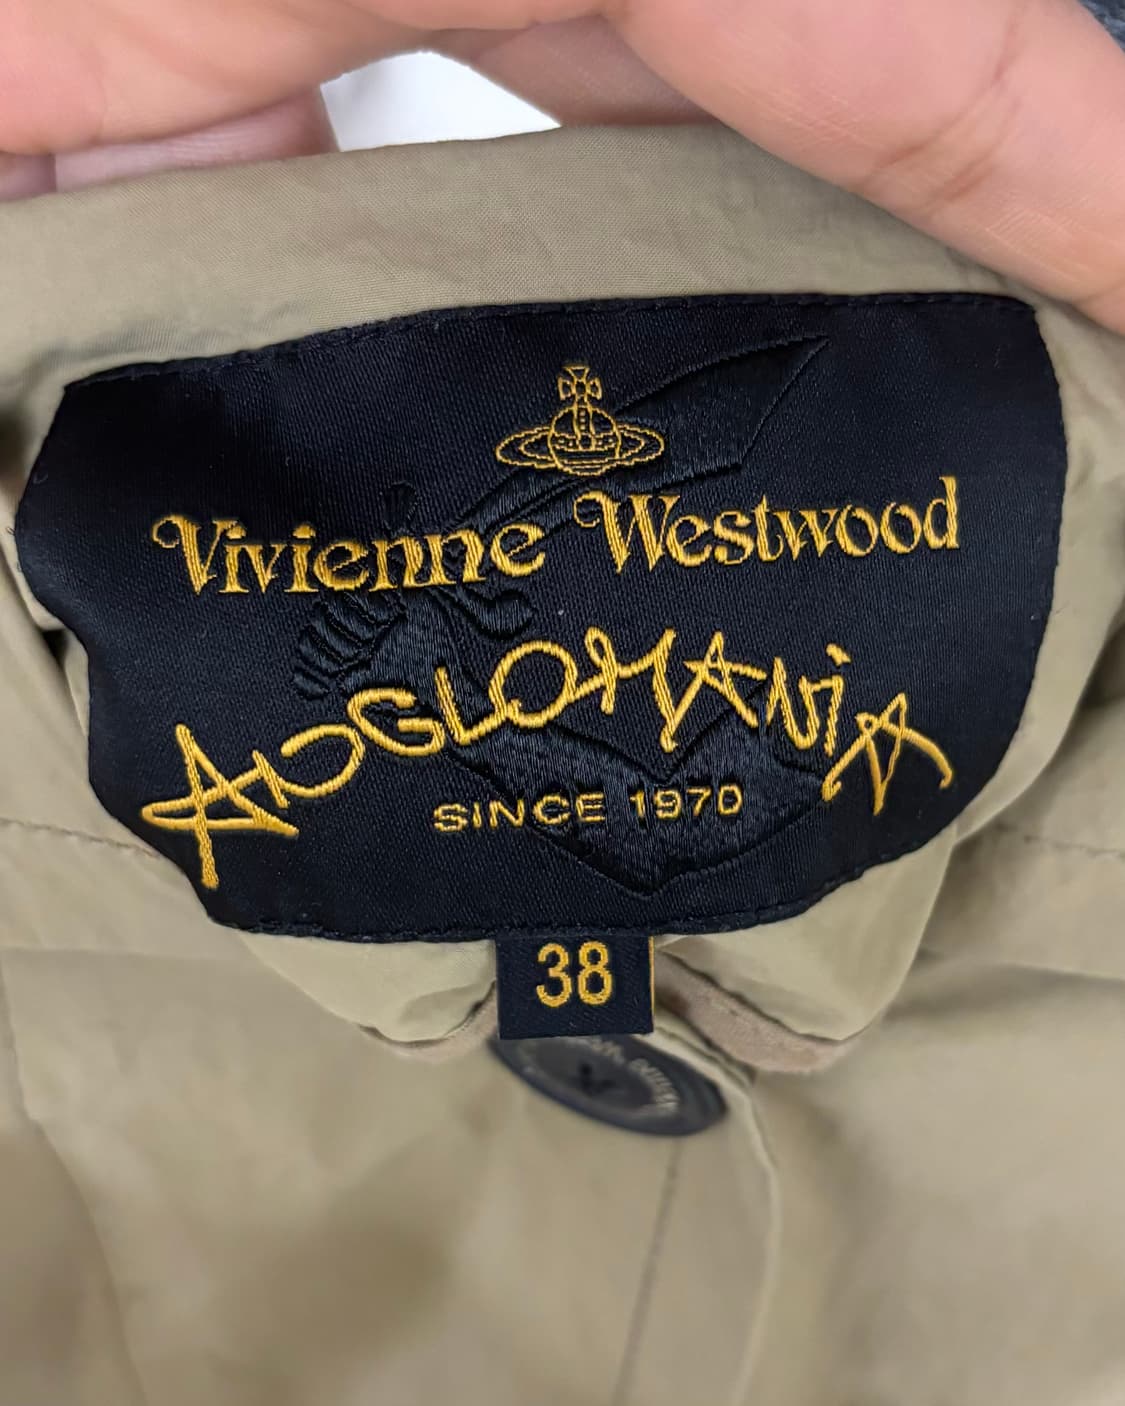 Vivienne Westwood
ANGLOMANiA
SINCE 1970
38